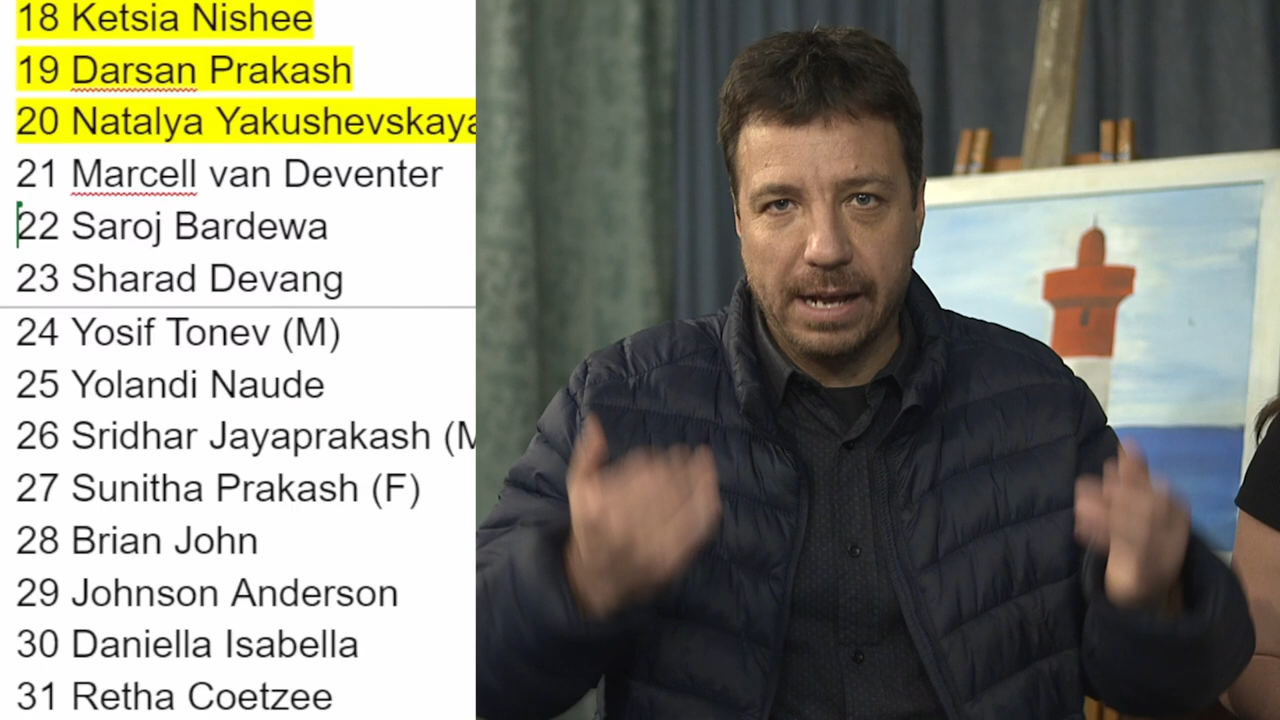 18 Ketsia Nishee
19 Darsan Prakash
20 Natalya Yakushevskaya
21 Marcell van Deventer
22 Saroj Bardewa
23 Sharad Devang
24 Yosif Tonev (M)
25 Yolandi Naude
26 Sridhar Jayaprakash (M
27 Sunitha Prakash (F)
28 Brian John
29 Johnson Anderson
30 Daniella Isabella
31 Retha Coetzee